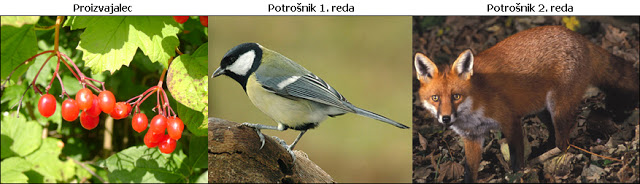 Proizvajalec
Potrošnik 1. reda
Potrošnik 2. reda